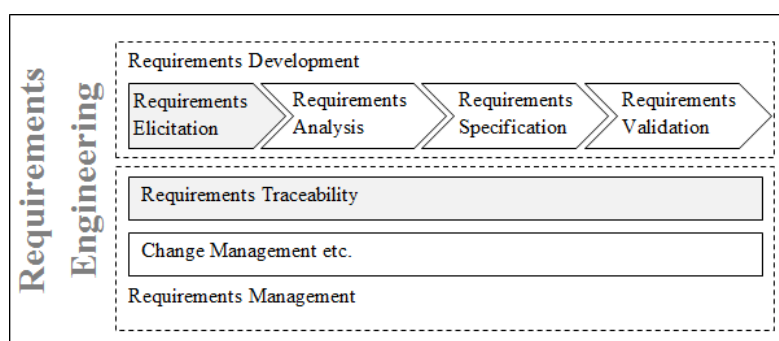 Requirements
Engineering
Requirements Development
Requirements
Elicitation
Requirements
Analysis
Requirements
Specification
Requirements
Validation
Requirements Traceability
Change Management etc.
Requirements Management